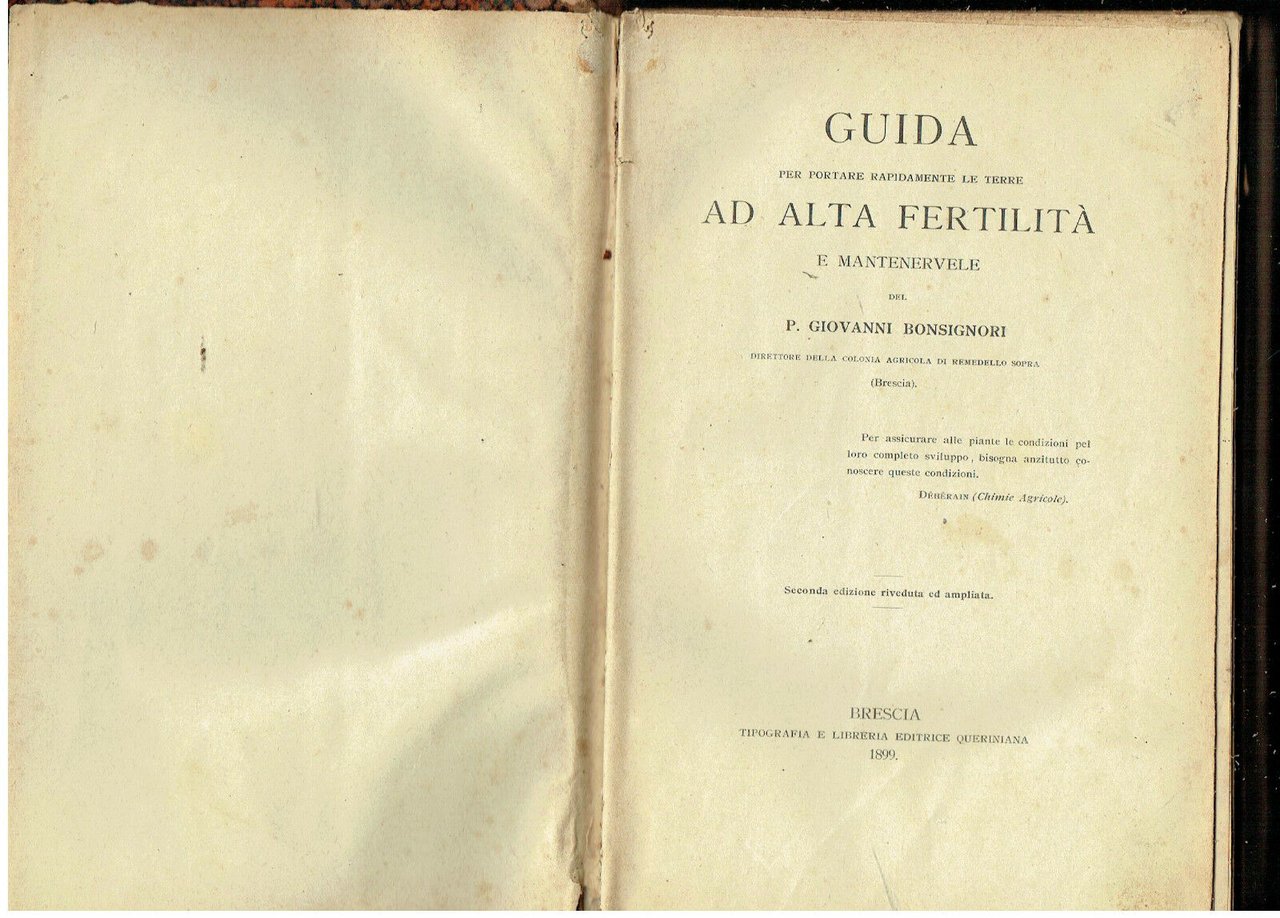 GUIDA
PER PORTARE RAPIDAMENTE LE TERRE
AD ALTA FERTILITÀ
E MANTENERVELE
DEL
P. GIOVANNI BONSIGNORI
DIRETTORE DELLA COLONIA AGRICOLA DI REMEDELLO SOPRA
(Brescia).
Per assicurare alle piante le condizioni pel
loro completo sviluppo, bisogna anzitutto co-
noscere queste condizioni.
DÉHÉRAIN (Chimie Agricole).
Seconda edizione riveduta ed ampliata.
BRESCIA
TIPOGRAFIA E LIBRERIA EDITRICE QUERINIANA
1899.